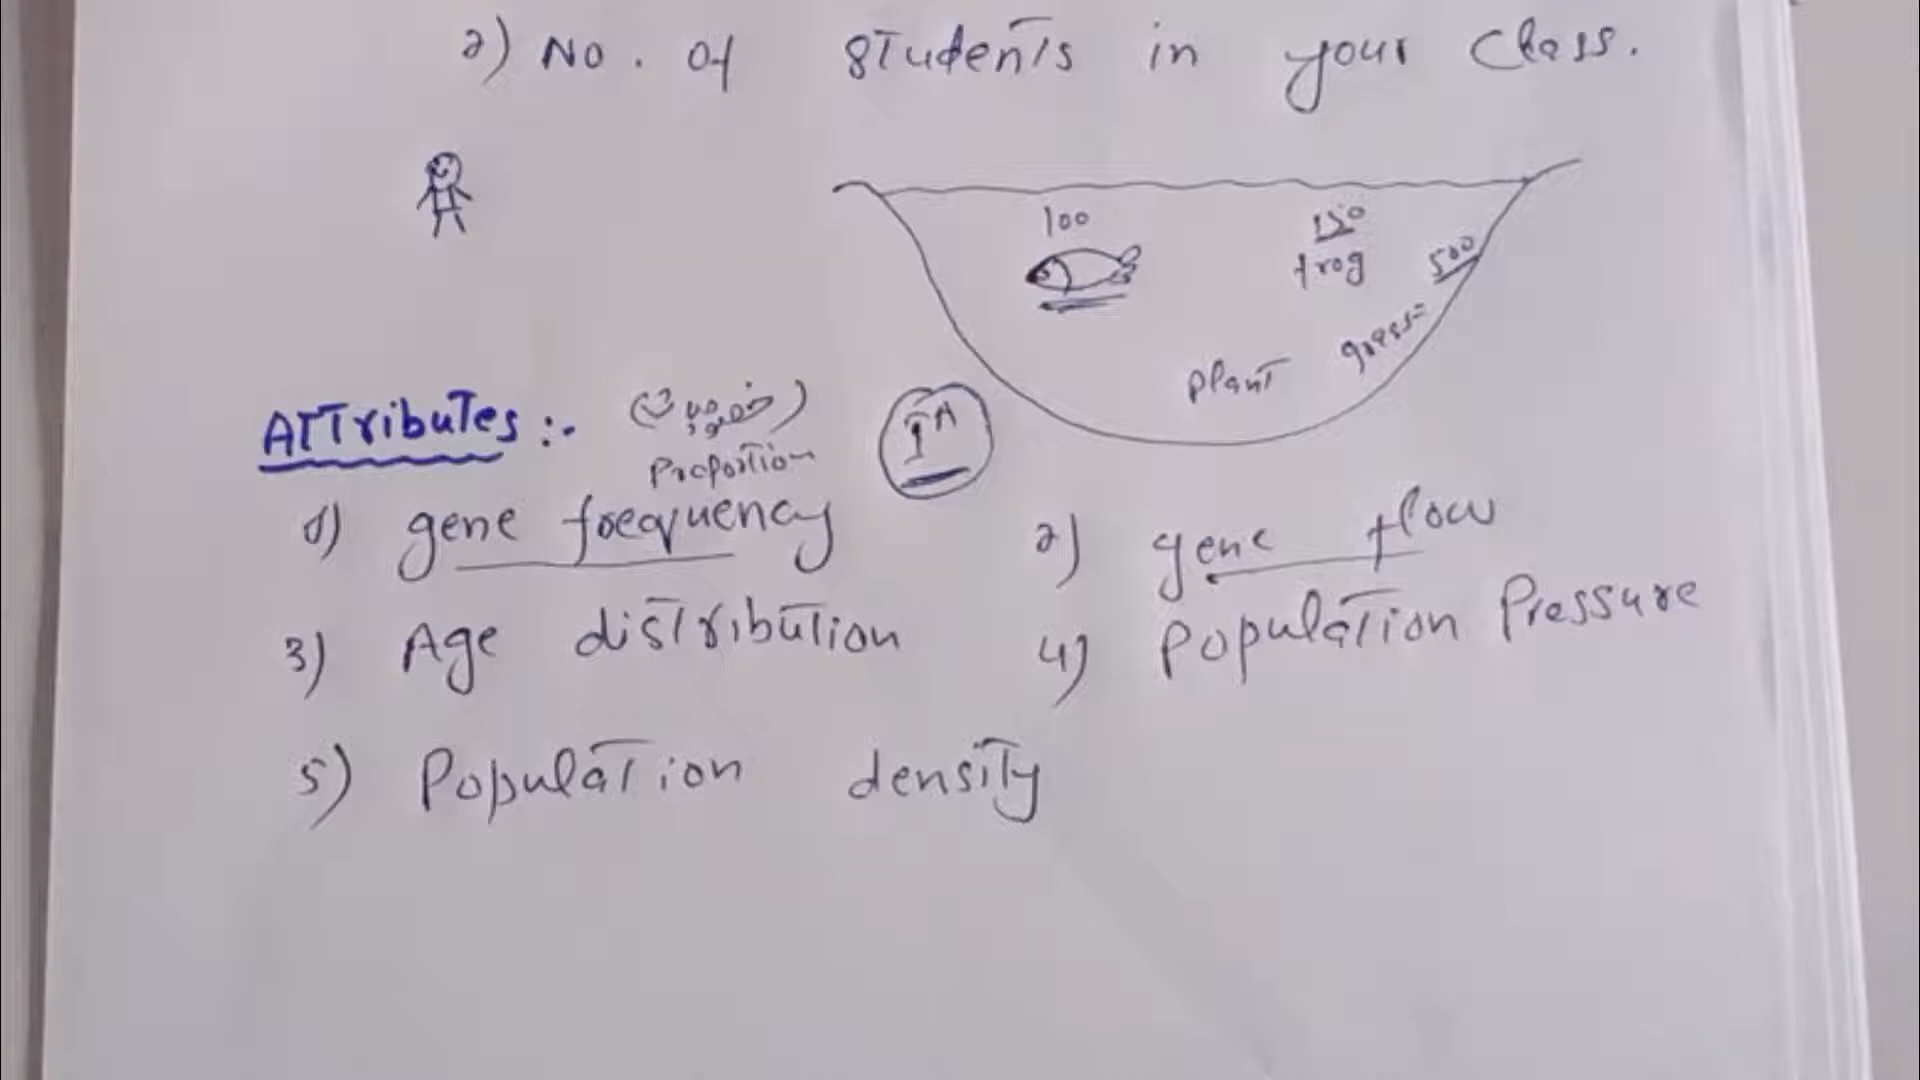 2) No. of students in your class.
100
150
frog
500
grass=
plant
Attributes :- (خصوصیت)
Proportion
I^A
1) gene frequency
2) gene flow
3) Age distribution
4) Population Pressure
5) Population density